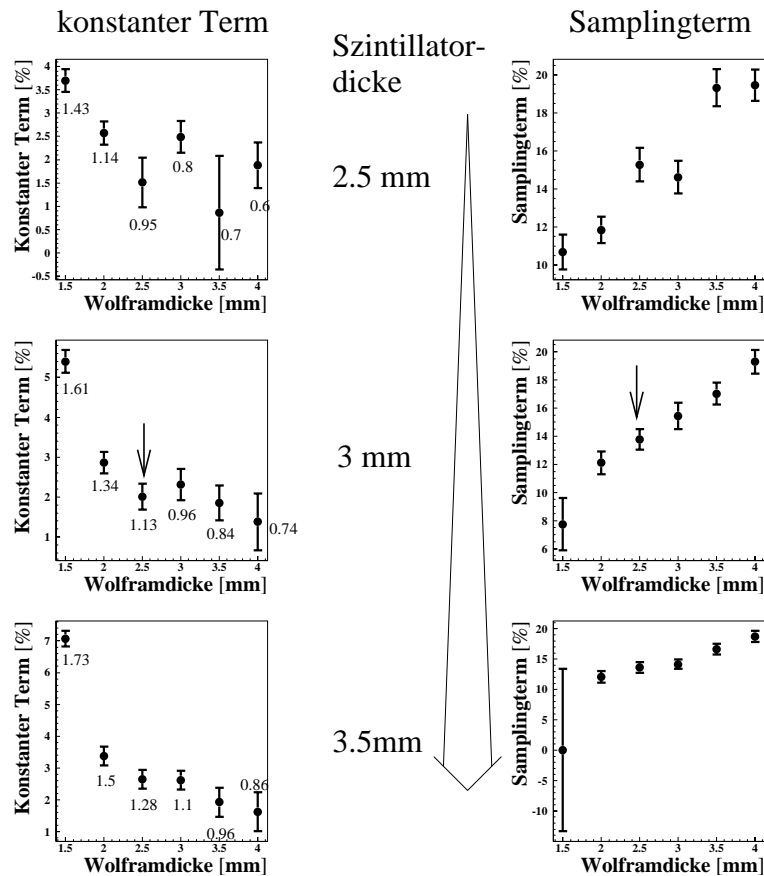 konstanter Term
Szintillator-
dicke
Samplingterm
Konstanter Term [%]
4
3.5
3
2.5
2
1.5
1
0.5
0
-0.5
1.43
1.14
0.95
0.8
0.7
0.6
1.5 2 2.5 3 3.5 4
Wolframdicke [mm]
2.5 mm
Samplingterm [%]
20
18
16
14
12
10
1.5 2 2.5 3 3.5 4
Wolframdicke [mm]
Konstanter Term [%]
5
4
3
2
1
1.61
1.34
1.13
0.96
0.84
0.74
1.5 2 2.5 3 3.5 4
Wolframdicke [mm]
3 mm
Samplingterm [%]
20
18
16
14
12
10
8
6
1.5 2 2.5 3 3.5 4
Wolframdicke [mm]
Konstanter Term [%]
7
6
5
4
3
2
1
1.73
1.5
1.28
1.1
0.96
0.86
1.5 2 2.5 3 3.5 4
Wolframdicke [mm]
3.5mm
Samplingterm [%]
20
15
10
5
0
-5
-10
1.5 2 2.5 3 3.5 4
Wolframdicke [mm]